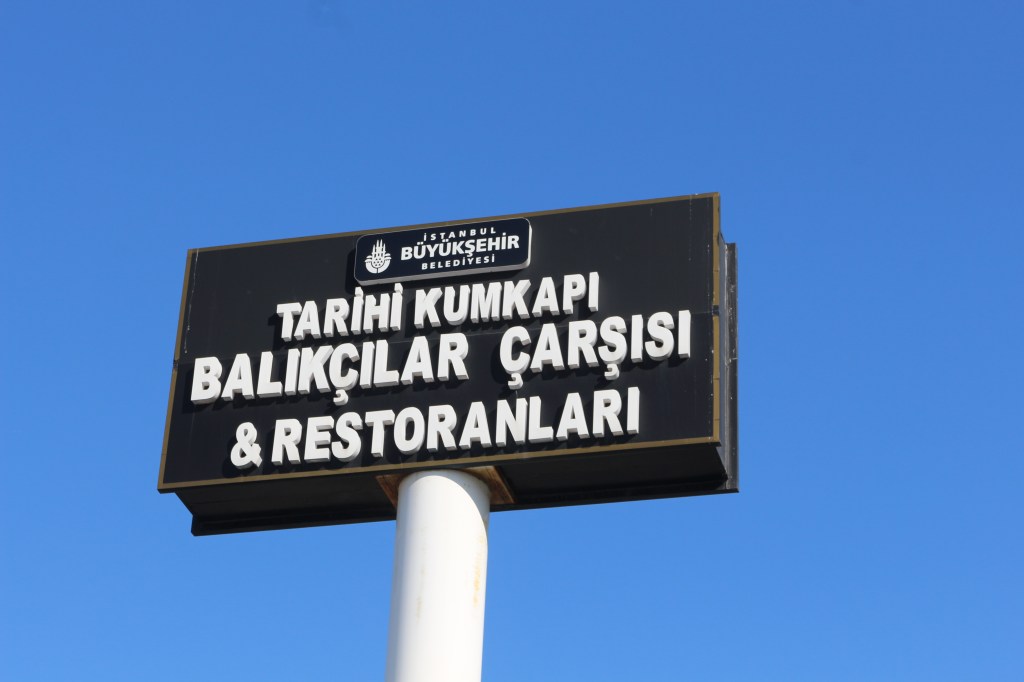 İSTANBUL
BÜYÜKŞEHİR
BELEDİYESİ
TARİHİ KUMKAPI
BALIKÇILAR ÇARŞISI
& RESTORANLARI